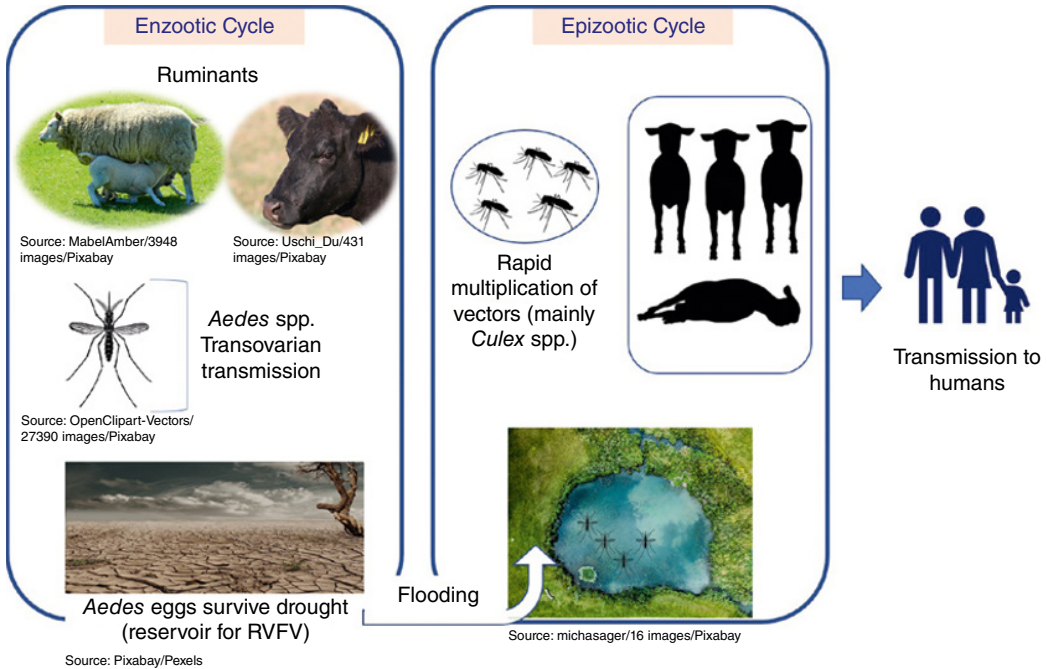 Enzootic Cycle
Ruminants
Source: MabelAmber/3948
images/Pixabay
Source: Uschi_Du/431
images/Pixabay
Aedes spp.
Transovarian
transmission
Source: OpenClipart-Vectors/
27390 images/Pixabay
Aedes eggs survive drought
(reservoir for RVFV)
Source: Pixabay/Pexels
Flooding
Epizootic Cycle
Rapid
multiplication of
vectors (mainly
Culex spp.)
Source: michasager/16 images/Pixabay
Transmission to
humans